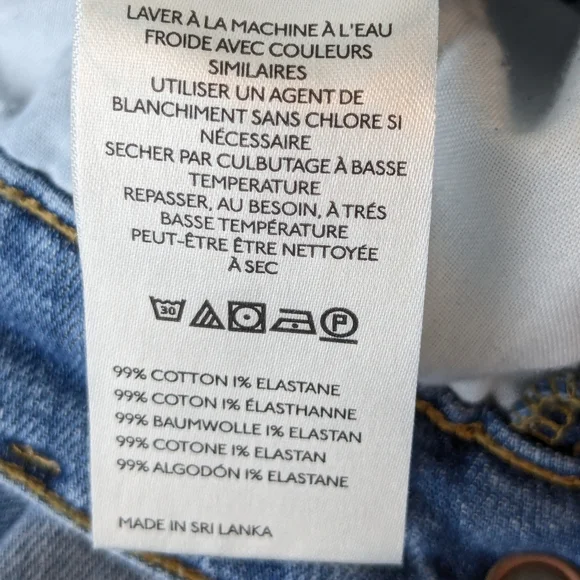 LAVER À LA MACHINE À L'EAU
FROIDE AVEC COULEURS
SIMILAIRES
UTILISER UN AGENT DE
BLANCHIMENT SANS CHLORE SI
NÉCESSAIRE
SECHER PAR CULBUTAGE À BASSE
TEMPERATURE
REPASSER, AU BESOIN, À TRÉS
BASSE TEMPÉRATURE
PEUT-ÊTRE ÊTRE NETTOYÉE
À SEC
30 P
99% COTTON 1% ELASTANE
99% COTON 1% ÉLASTHANNE
99% BAUMWOLLE 1% ELASTAN
99% COTONE 1% ELASTAN
99% ALGODÓN 1% ELASTANE
MADE IN SRI LANKA